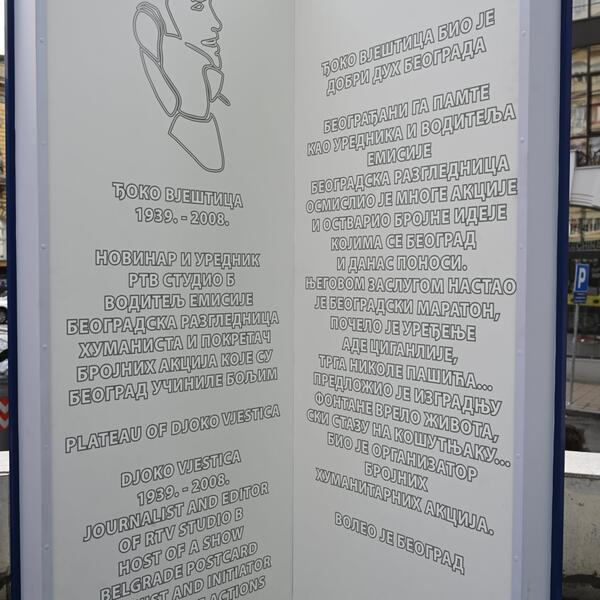 ЂОКО ВЈЕШТИЦА
1939. - 2008.
НОВИНАР И УРЕДНИК
РТВ СТУДИО Б
ВОДИТЕЉ ЕМИСИЈЕ
БЕОГРАДСКА РАЗГЛЕДНИЦА
ХУМАНИСТА И ПОКРЕТАЧ
БРОЈНИХ АКЦИЈА КОЈЕ СУ
БЕОГРАД УЧИНИЛЕ БОЉИМ
PLATEAU OF DJOKO VJESTICA
DJOKO VJESTICA
1939. - 2008.
JOURNALIST AND EDITOR
OF RTV STUDIO B
HOST OF A SHOW
BELGRADE POSTCARD
AND INITIATOR
ACTIONS
ЂОКО ВЈЕШТИЦА БИО ЈЕ
ДОБРИ ДУХ БЕОГРАДА
БЕОГРАЂАНИ ГА ПАМТЕ
КАО УРЕДНИКА И ВОДИТЕЉА
ЕМИСИЈЕ
БЕОГРАДСКА РАЗГЛЕДНИЦА
ОСМИСЛИО ЈЕ МНОГЕ АКЦИЈЕ
И ОСТВАРИО БРОЈНЕ ИДЕЈЕ
КОЈИМА СЕ БЕОГРАД
И ДАНАС ПОНОСИ.
ЊЕГОВОМ ЗАСЛУГОМ НАСТАО
ЈЕ БЕОГРАДСКИ МАРАТОН,
ПОЧЕЛО ЈЕ УРЕЂЕЊЕ
АДЕ ЦИГАНЛИЈЕ,
ТРГА НИКОЛЕ ПАШИЋА...
ПРЕДЛОЖИО ЈЕ ИЗГРАДЊУ
ФОНТАНЕ ВРЕЛО ЖИВОТА,
СКИ СТАЗУ НА КОШУТЊАКУ...
БИО ЈЕ ОРГАНИЗАТОР
БРОЈНИХ
ХУМАНИТАРНИХ АКЦИЈА.
ВОЛЕО ЈЕ БЕОГРАД
P